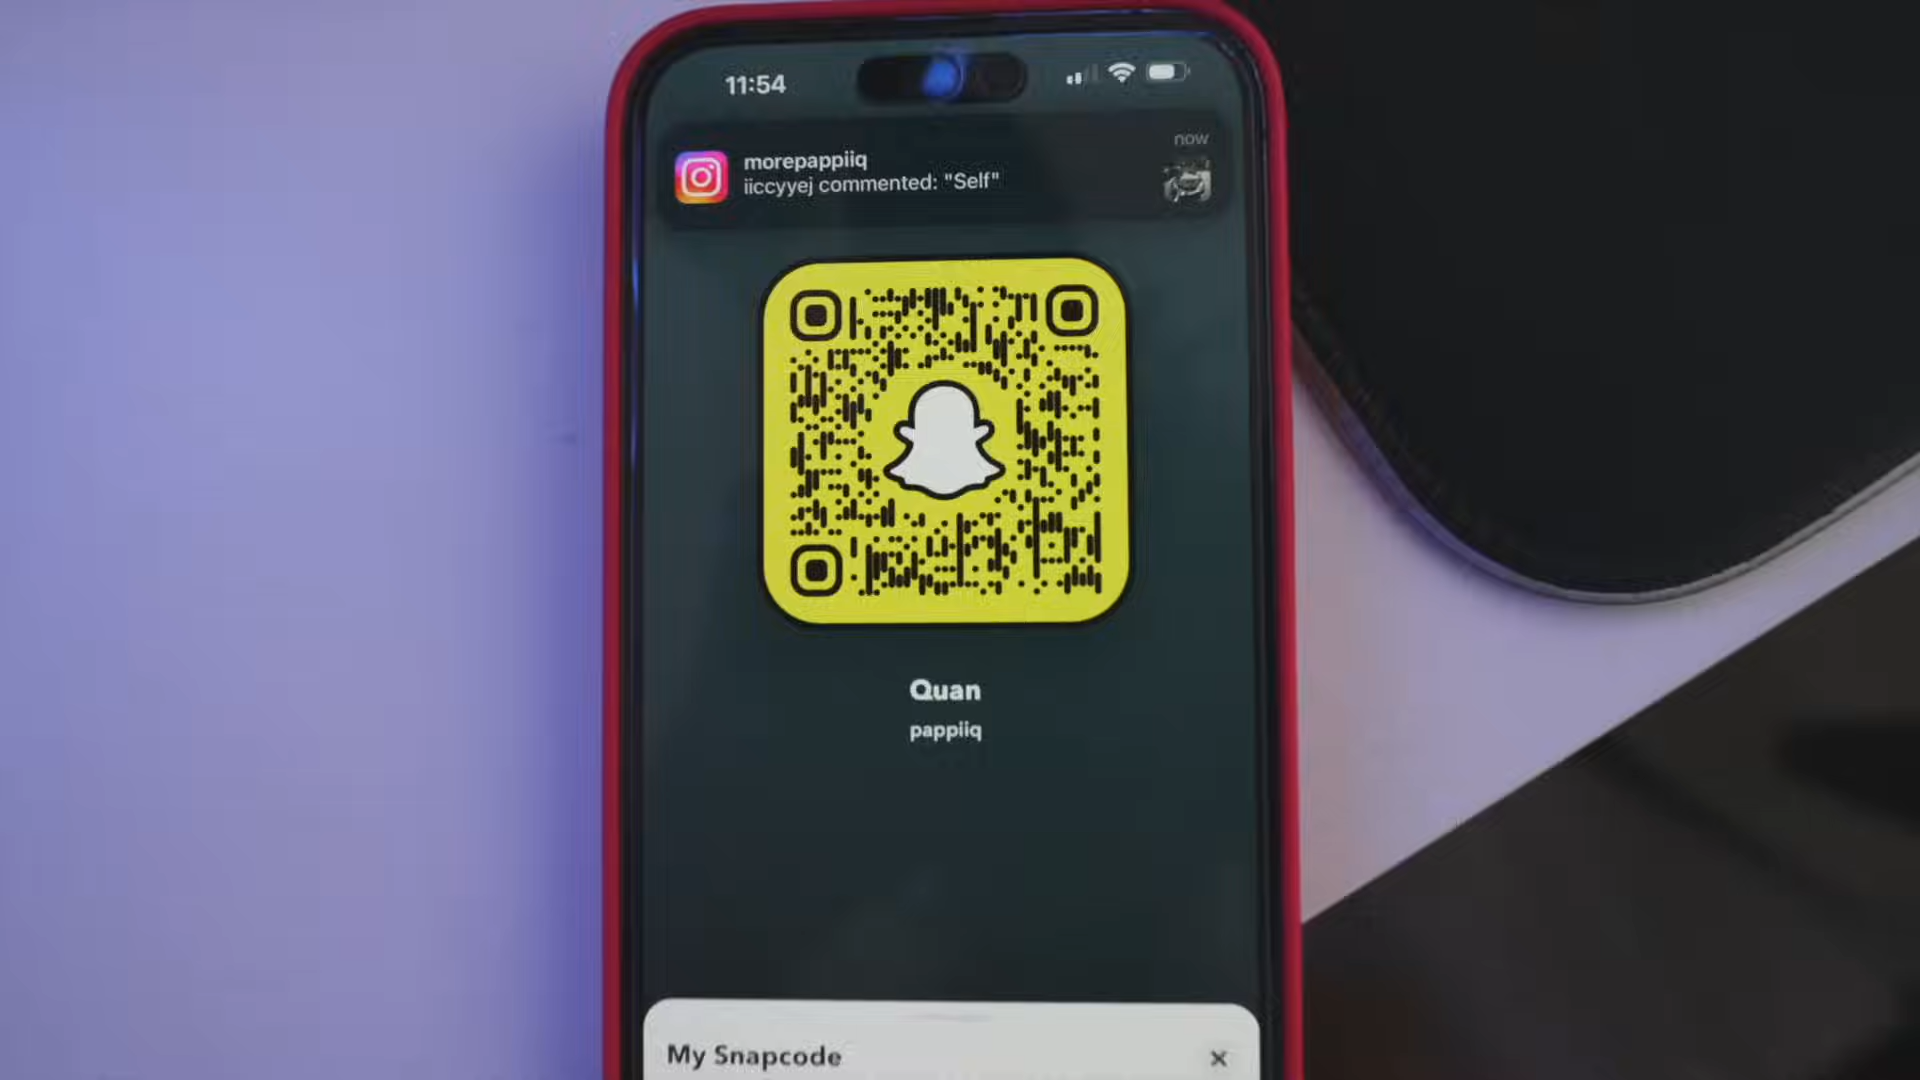 11:54
now
morepappiiq
iiccyyej commented: "Self"
Quan
pappiiq
My Snapcode